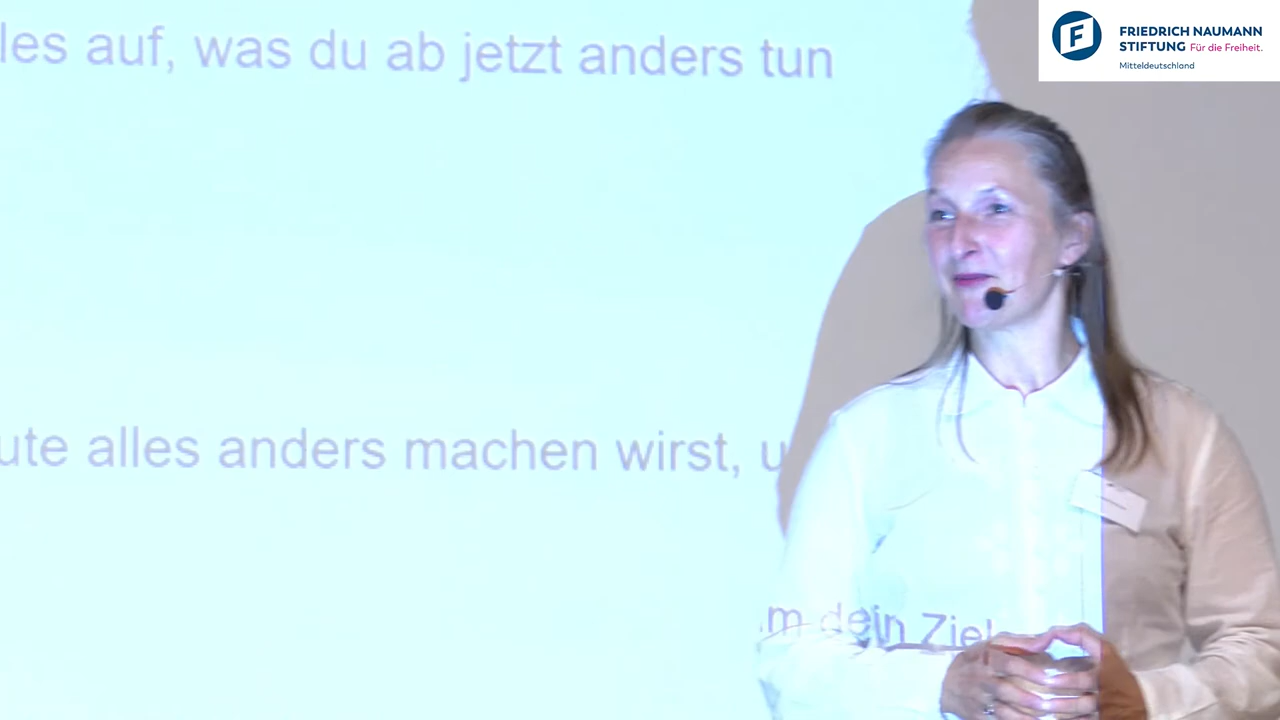 les auf, was du ab jetzt anders tun
FRIEDRICH NAUMANN
STIFTUNG Für die Freiheit.
Mitteldeutschland
ute alles anders machen wirst, u
m dein Ziel